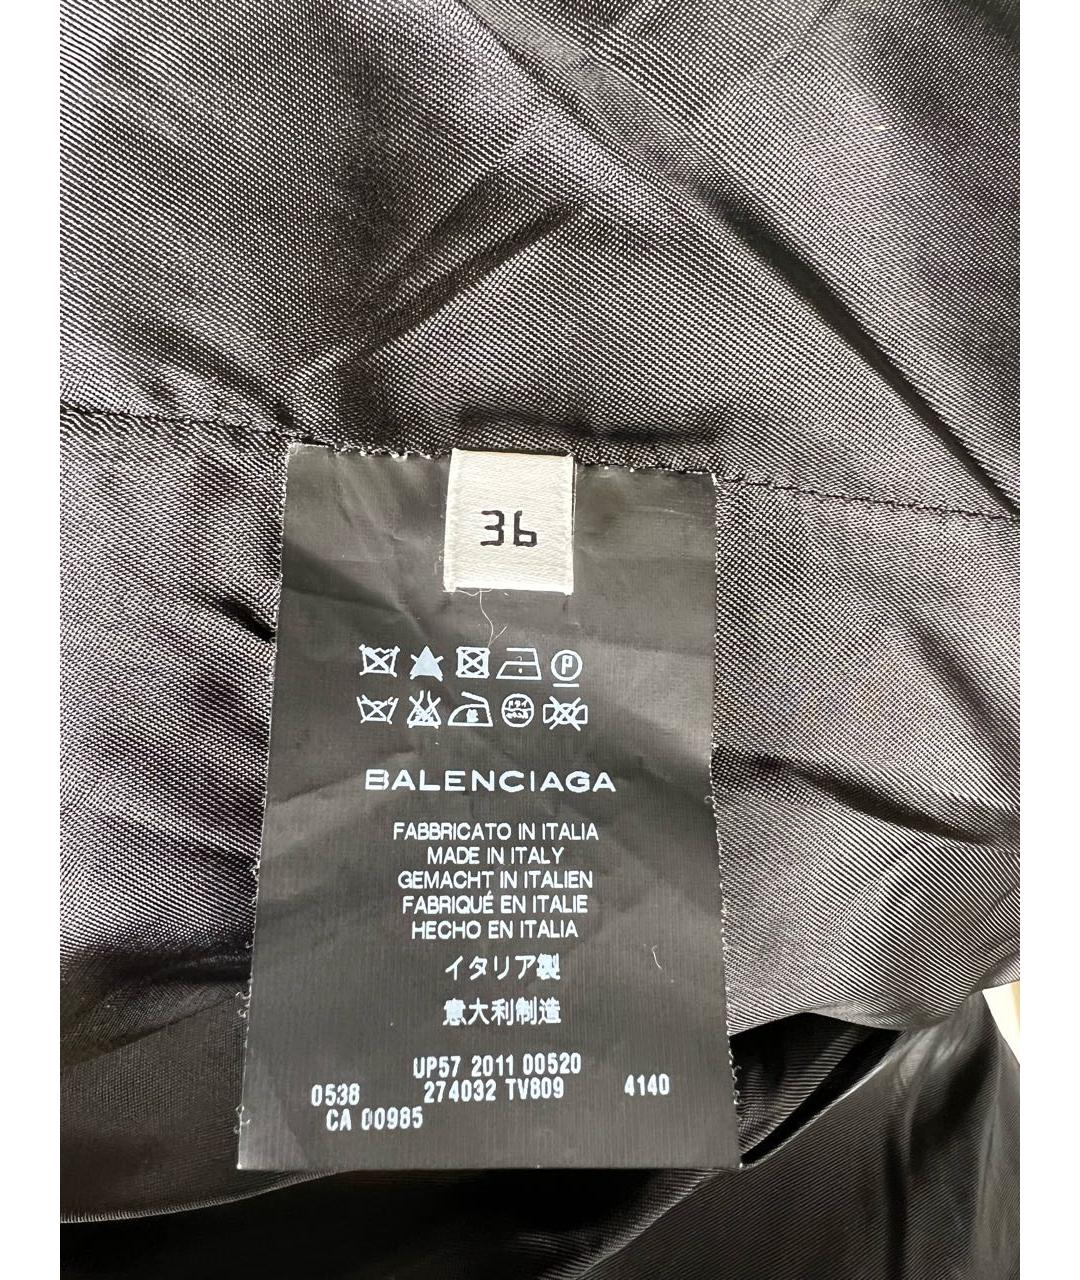 36
P
BALENCIAGA
FABBRICATO IN ITALIA
MADE IN ITALY
GEMACHT IN ITALIEN
FABRIQUÉ EN ITALIE
HECHO EN ITALIA
イタリア製
意大利制造
UP57 2011 00520
0538 274032 TV809 4140
CA 00985